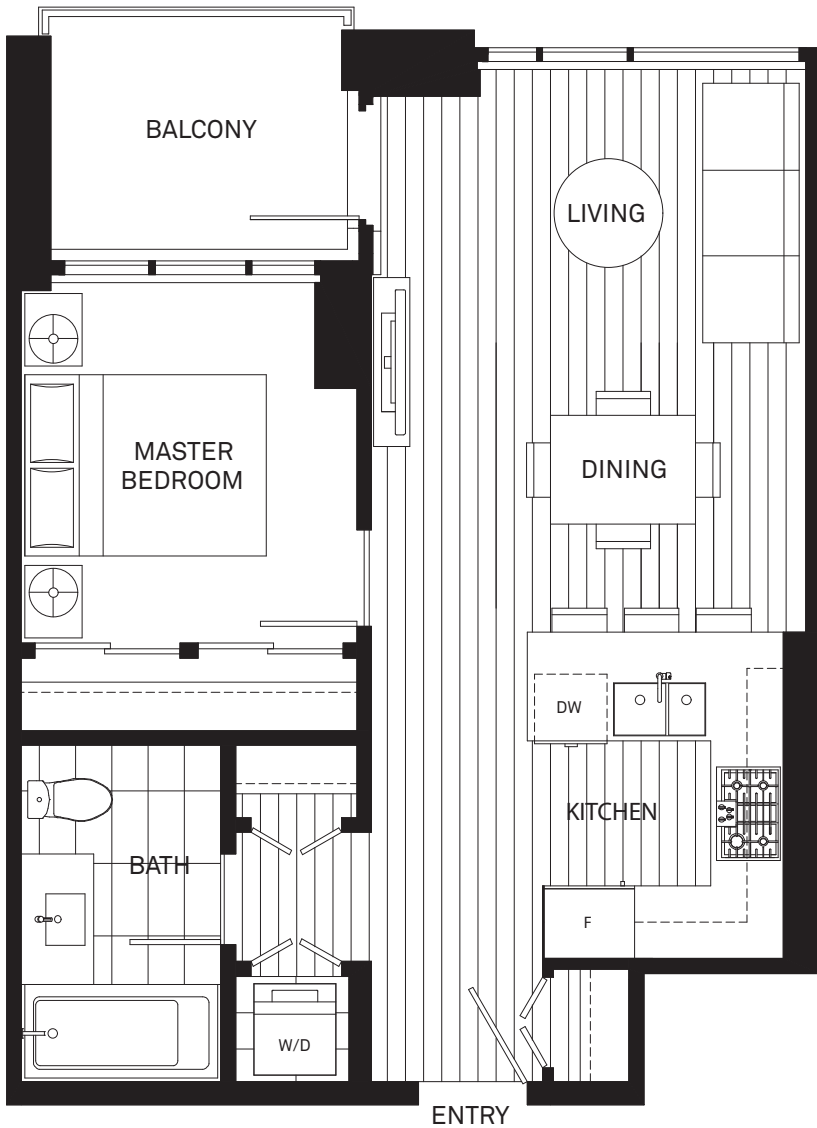 BALCONY
LIVING
MASTER
BEDROOM
DINING
DW
KITCHEN
BATH
F
W/D
ENTRY